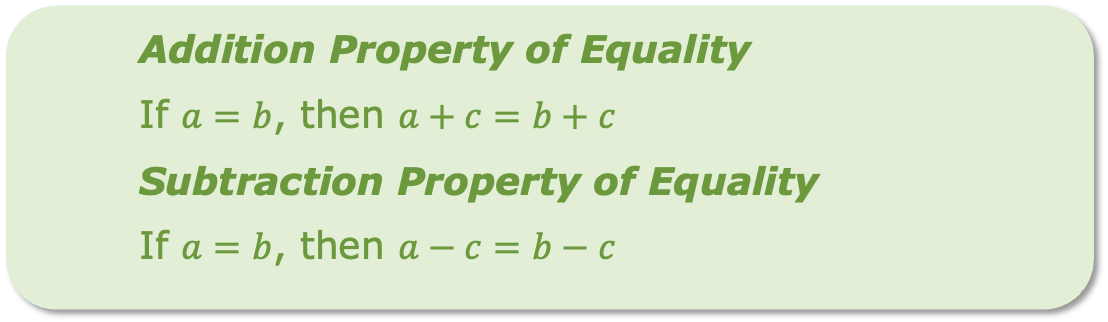 Addition Property of Equality
If a = b, then a + c = b + c
Subtraction Property of Equality
If a = b, then a − c = b − c